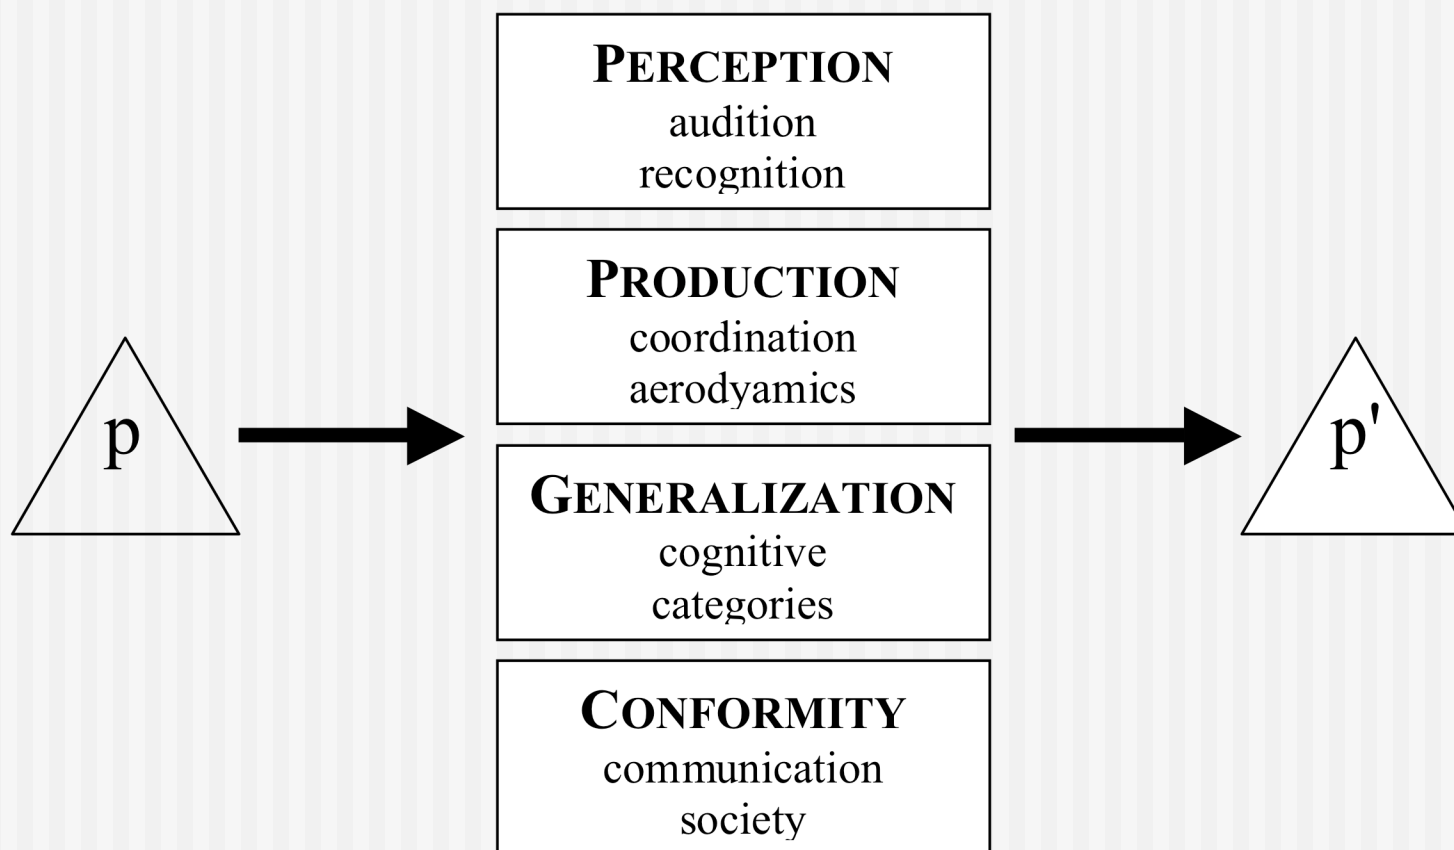 PERCEPTION
audition
recognition
PRODUCTION
coordination
aerodyamics
p
p'
GENERALIZATION
cognitive
categories
CONFORMITY
communication
society